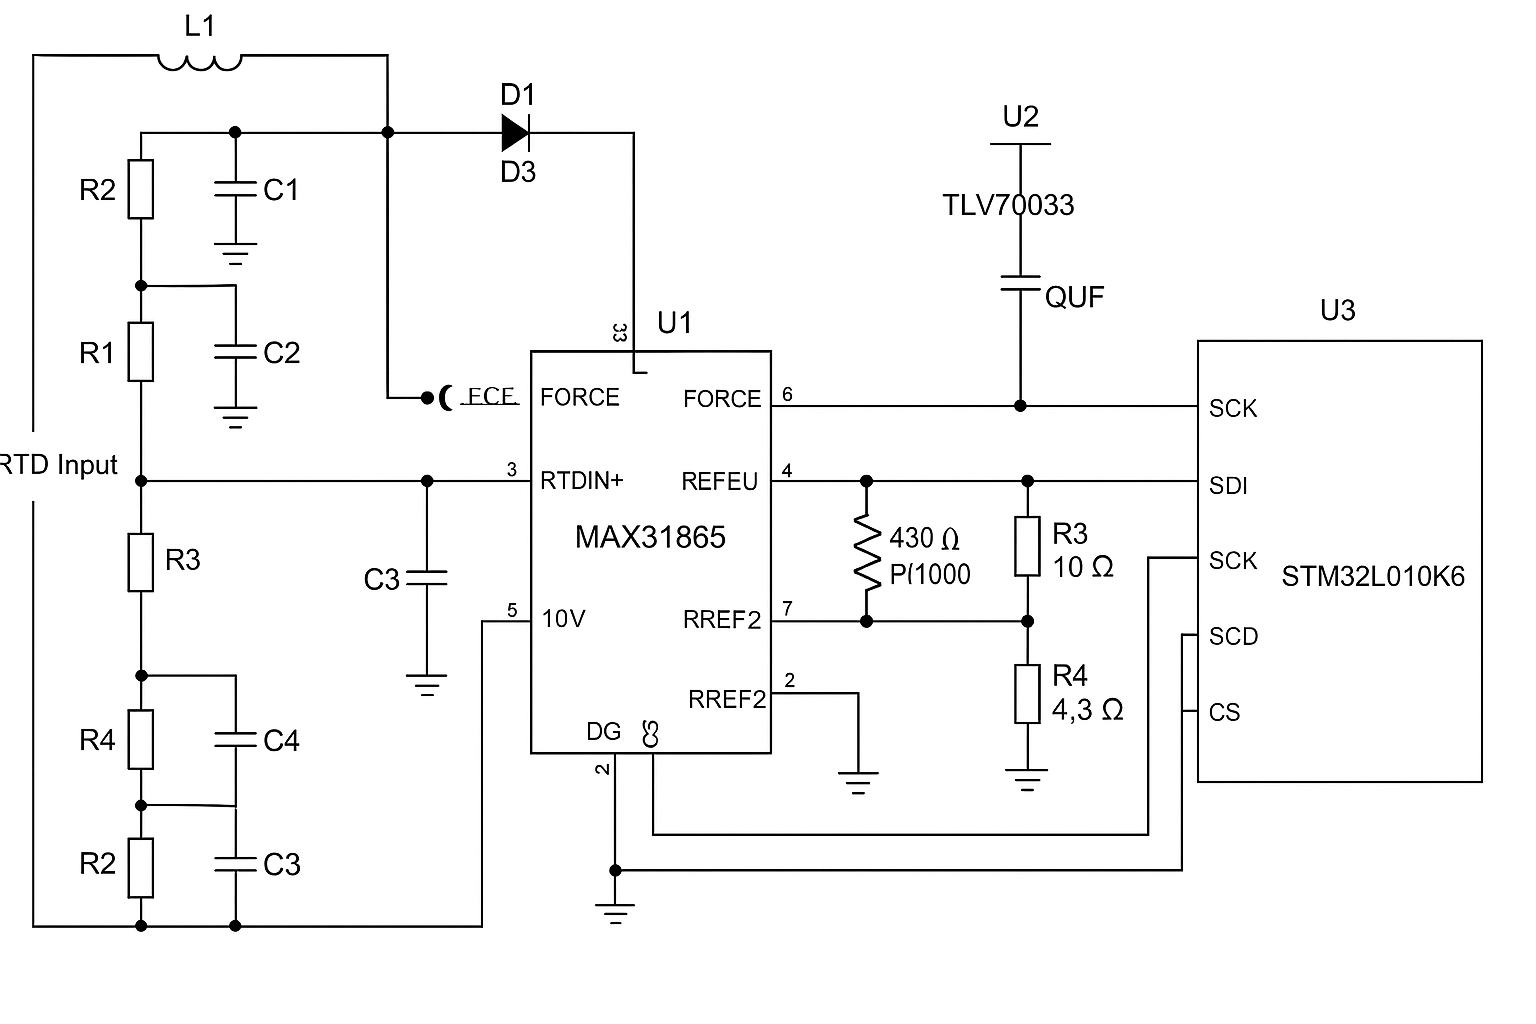 L1
D1
D3
U2
R2
C1
TLV70033
QUF
U3
33
U1
R1
C2
ECE
FORCE
FORCE
6
SCK
RTD Input
3
RTDIN+
REFEU
4
SDI
MAX31865
430 Ω
P(1000
R3
10 Ω
R3
C3
SCK
STM32L010K6
5
10V
RREF2
7
SCD
RREF2
2
R4
4,3 Ω
CS
R4
C4
DG
CS
2
R2
C3